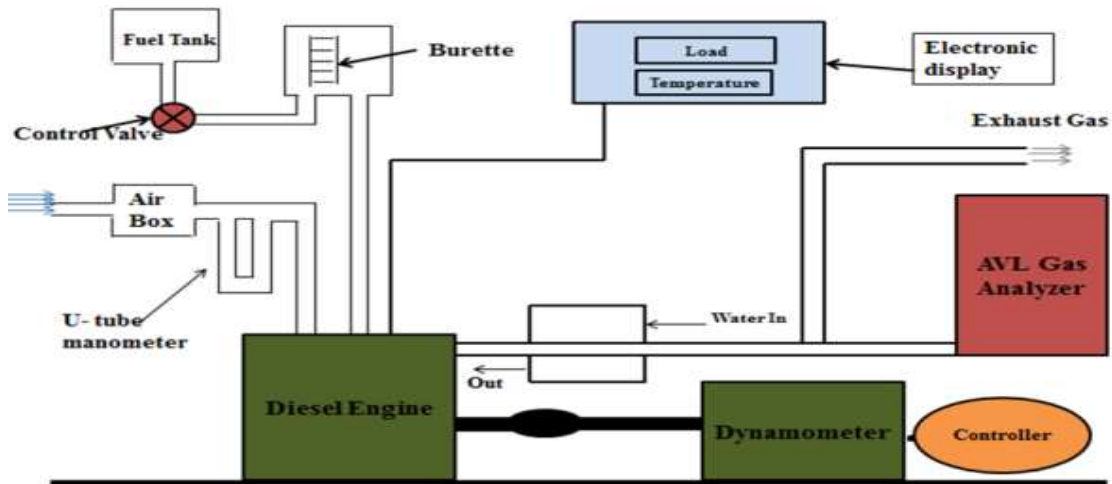 Fuel Tank
Burette
Load
Temperature
Electronic
display
Control Valve
Exhaust Gas
Air
Box
AVL Gas
Analyzer
U- tube
manometer
Water In
Out
Diesel Engine
Dynamometer
Controller